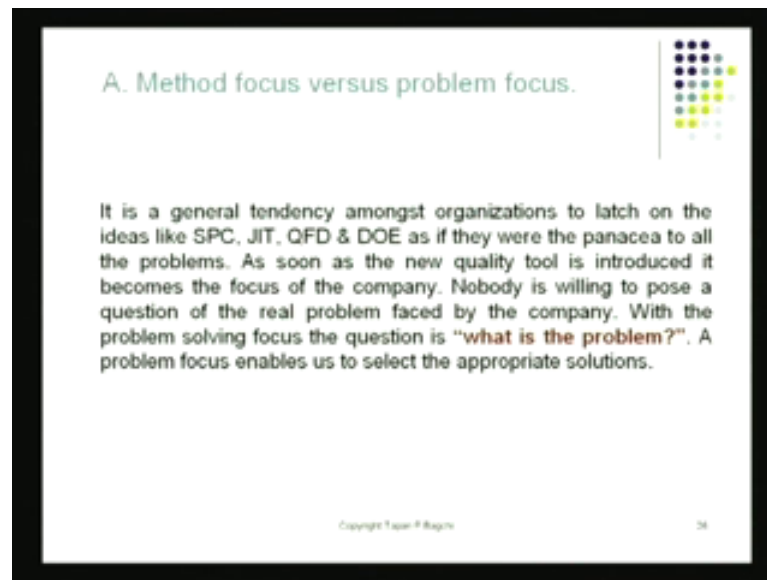 A. Method focus versus problem focus.
It is a general tendency amongst organizations to latch on the
ideas like SPC, JIT, QFD & DOE as if they were the panacea to all
the problems. As soon as the new quality tool is introduced it
becomes the focus of the company. Nobody is willing to pose a
question of the real problem faced by the company. With the
problem solving focus the question is “what is the problem?”. A
problem focus enables us to select the appropriate solutions.
Copyright Tapan P Bagchi